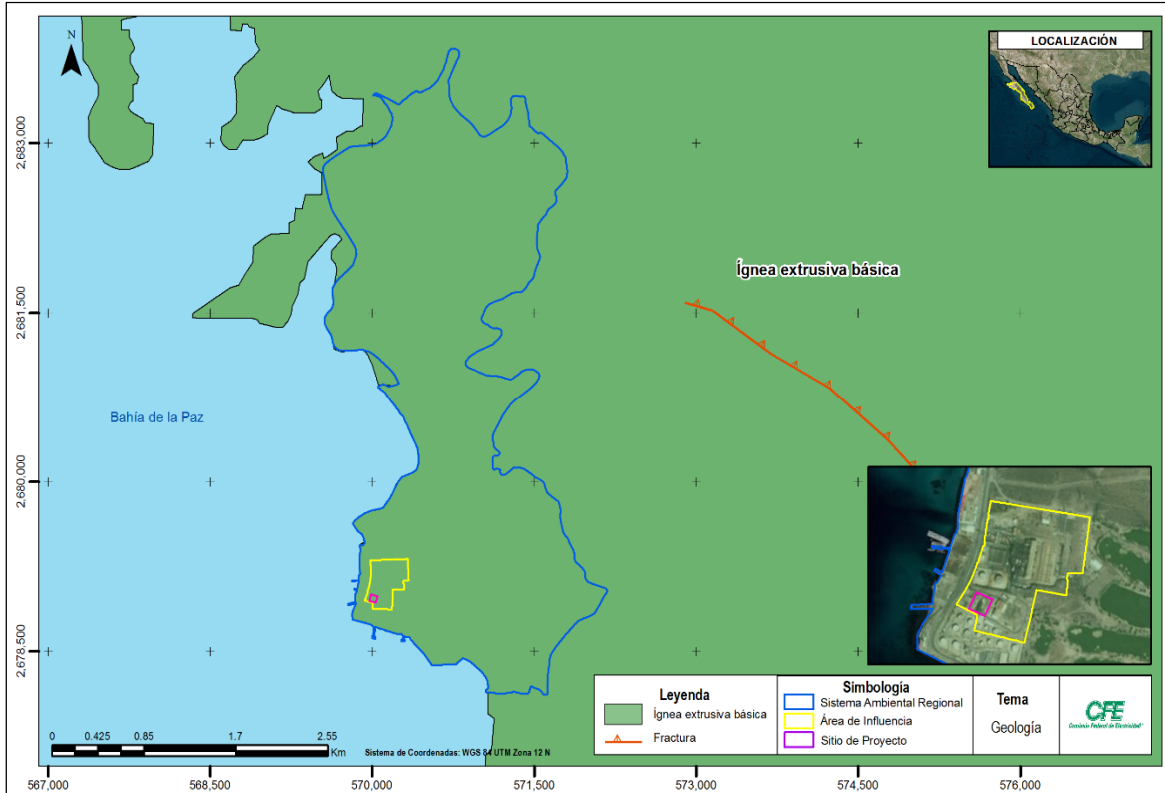 N
LOCALIZACIÓN
2,683,000
2,681,500
2,680,000
2,678,500
Ígnea extrusiva básica
Bahía de la Paz
Leyenda
Ígnea extrusiva básica
Fractura
Simbología
Sistema Ambiental Regional
Área de Influencia
Sitio de Proyecto
Tema
Geología
CFE
Comisión Federal de Electricidad
0 0.425 0.85 1.7 2.55
Km
Sistema de Coordenadas: WGS 84 UTM Zona 12 N
567,000 568,500 570,000 571,500 573,000 574,500 576,000